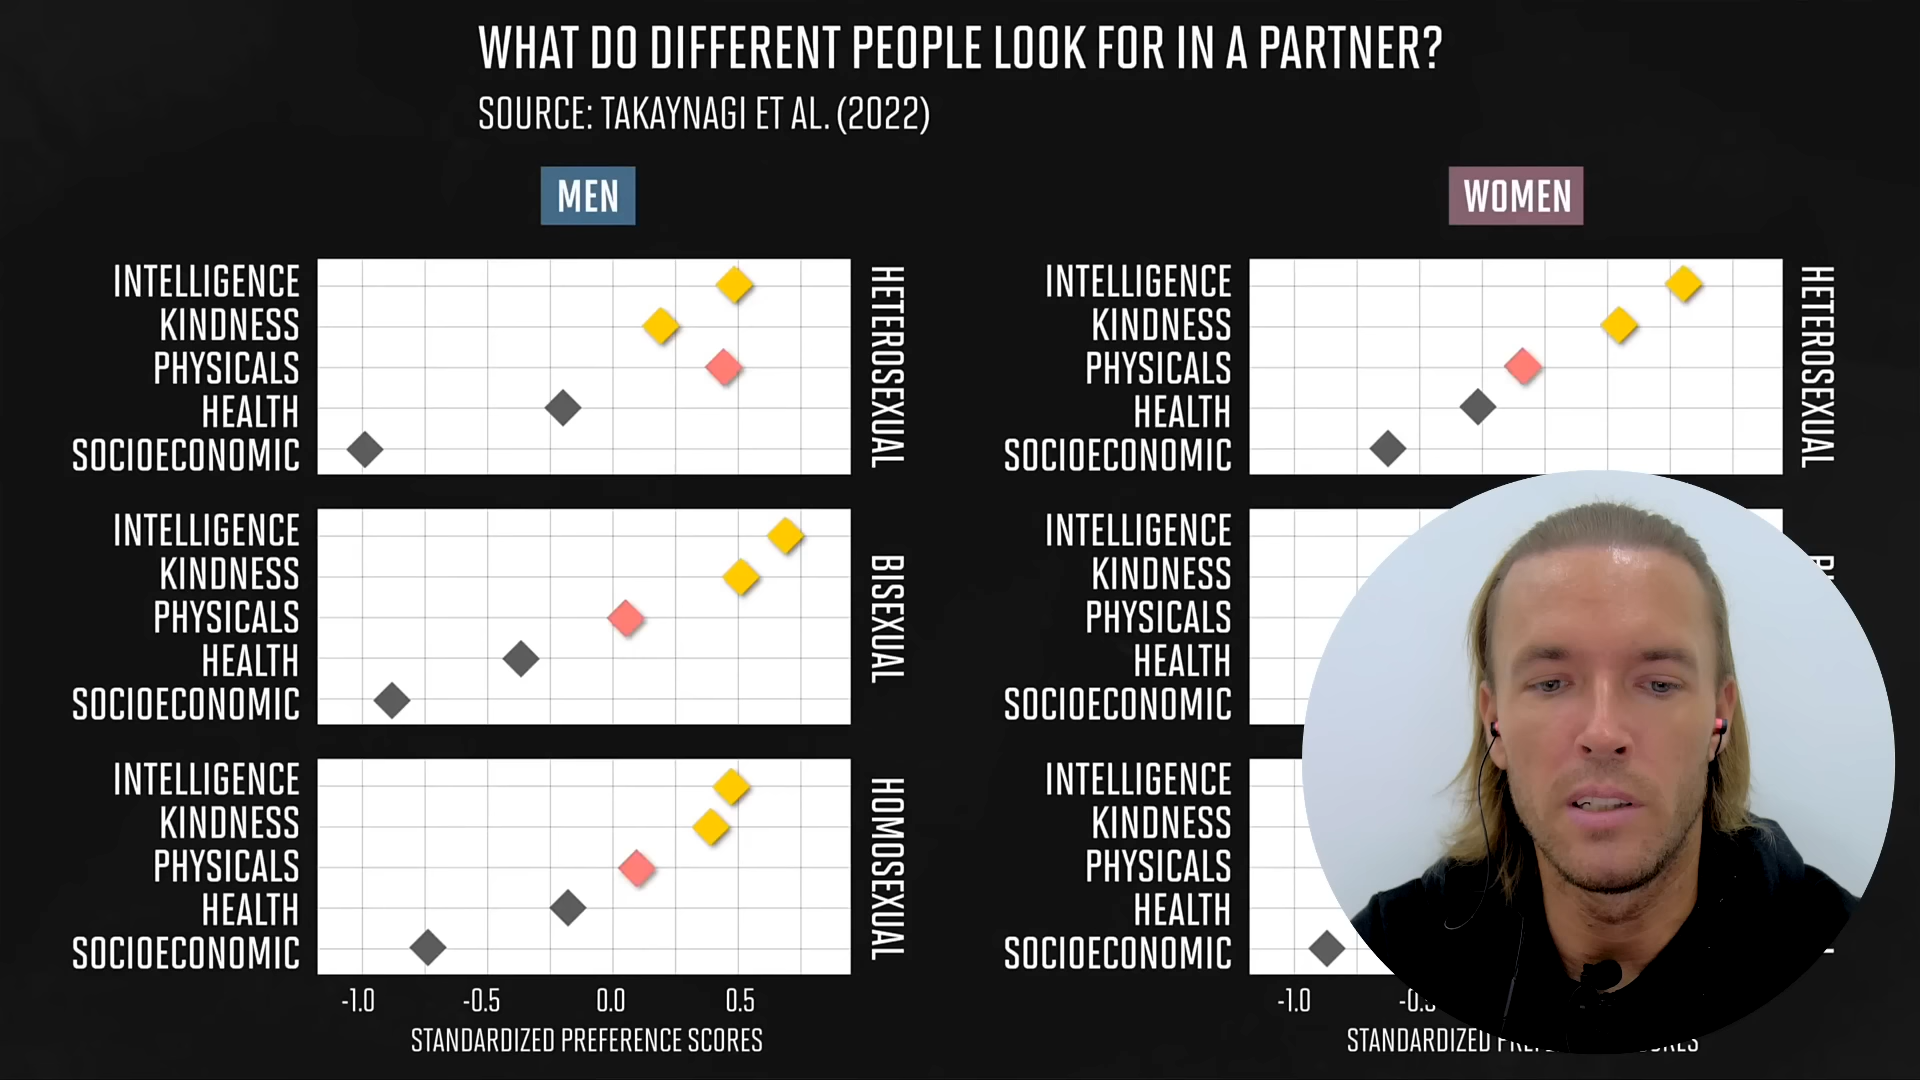 WHAT DO DIFFERENT PEOPLE LOOK FOR IN A PARTNER?
SOURCE: TAKAYNAGI ET AL. (2022)
MEN
INTELLIGENCE
KINDNESS
PHYSICALS
HEALTH
SOCIOECONOMIC
HETEROSEXUAL
INTELLIGENCE
KINDNESS
PHYSICALS
HEALTH
SOCIOECONOMIC
BISEXUAL
INTELLIGENCE
KINDNESS
PHYSICALS
HEALTH
SOCIOECONOMIC
HOMOSEXUAL
-1.0 -0.5 0.0 0.5
STANDARDIZED PREFERENCE SCORES
WOMEN
INTELLIGENCE
KINDNESS
PHYSICALS
HEALTH
SOCIOECONOMIC
HETEROSEXUAL
INTELLIGENCE
KINDNESS
PHYSICALS
HEALTH
SOCIOECONOMIC
INTELLIGENCE
KINDNESS
PHYSICALS
HEALTH
SOCIOECONOMIC
-1.0
STANDARDIZED